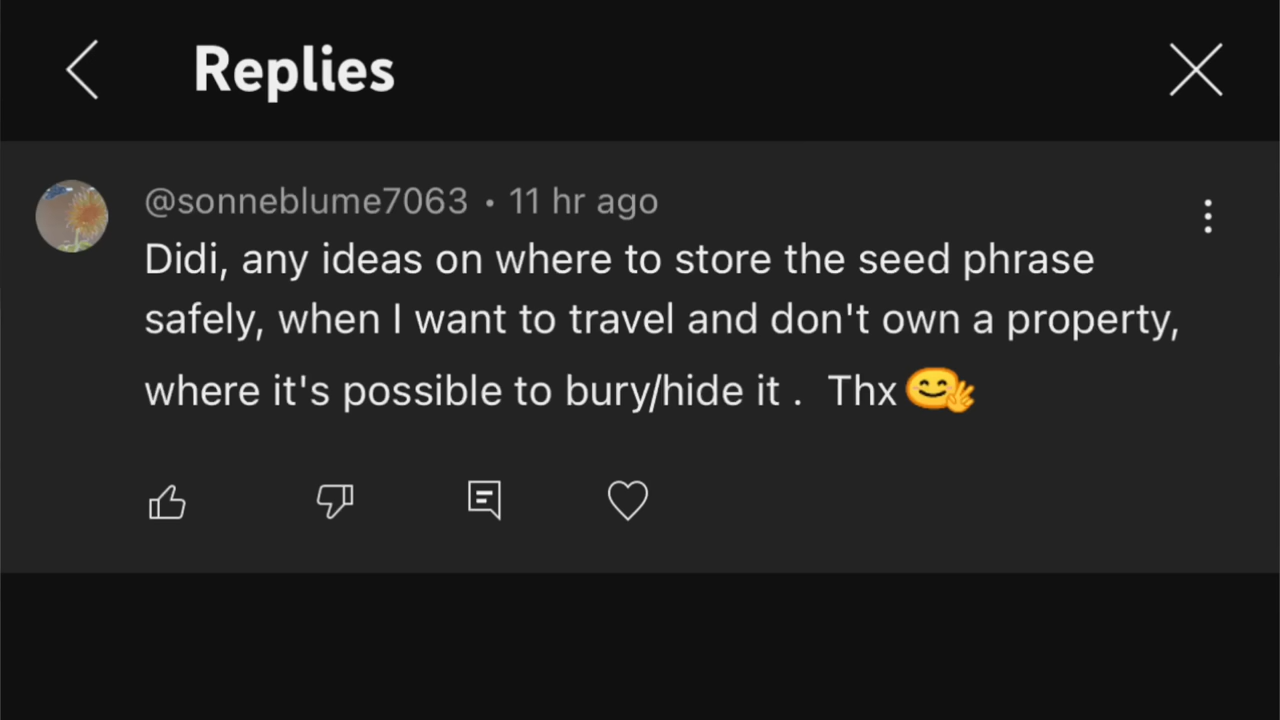 Replies
@sonneblume7063 • 11 hr ago
Didi, any ideas on where to store the seed phrase
safely, when I want to travel and don't own a property,
where it's possible to bury/hide it .  Thx 😊👋